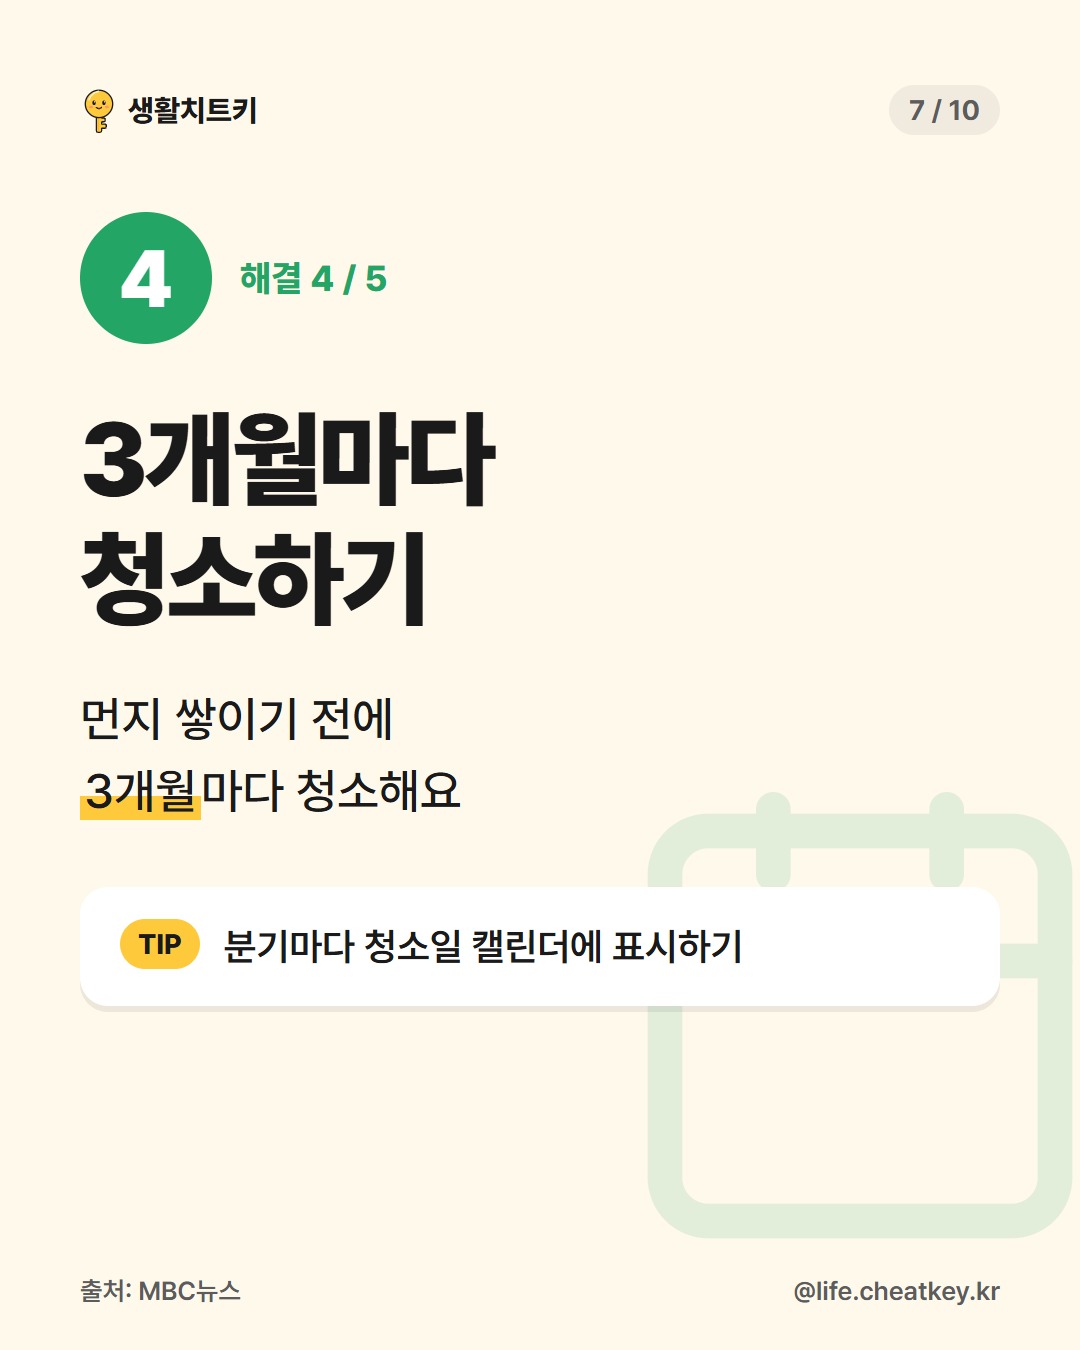 생활치트키
7 / 10
4
해결 4 / 5
3개월마다
청소하기
먼지 쌓이기 전에
3개월마다 청소해요
TIP 분기마다 청소일 캘린더에 표시하기
출처: MBC뉴스
@life.cheatkey.kr